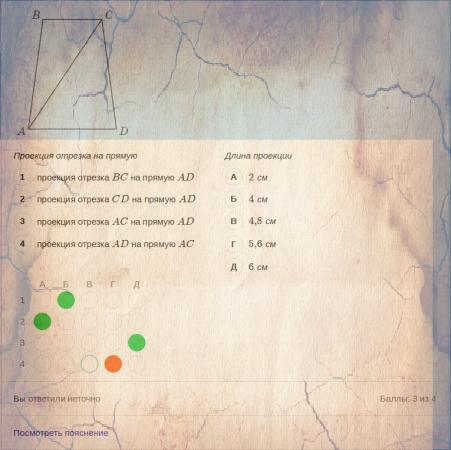 B C
A D
Проекция отрезка на прямую Длина проекции
1 проекция отрезка BC на прямую AD А 2 см
2 проекция отрезка CD на прямую AD Б 4 см
3 проекция отрезка AC на прямую AD В 4,8 см
4 проекция отрезка AD на прямую AC Г 5,6 см
Д 6 см
А Б В Г Д
1
2
3
4
Вы ответили неточно Баллы: 3 из 4
Посмотреть пояснение